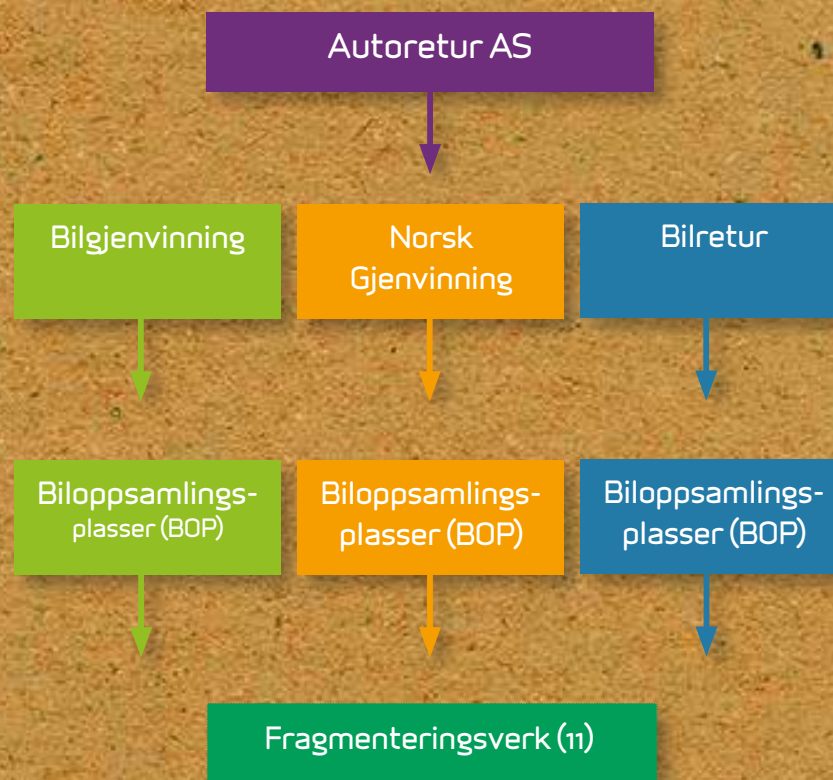 Autoretur AS
Bilgjenvinning
Norsk
Gjenvinning
Bilretur
Biloppsamlings-
plasser (BOP)
Biloppsamlings-
plasser (BOP)
Biloppsamlings-
plasser (BOP)
Fragmenteringsverk (11)